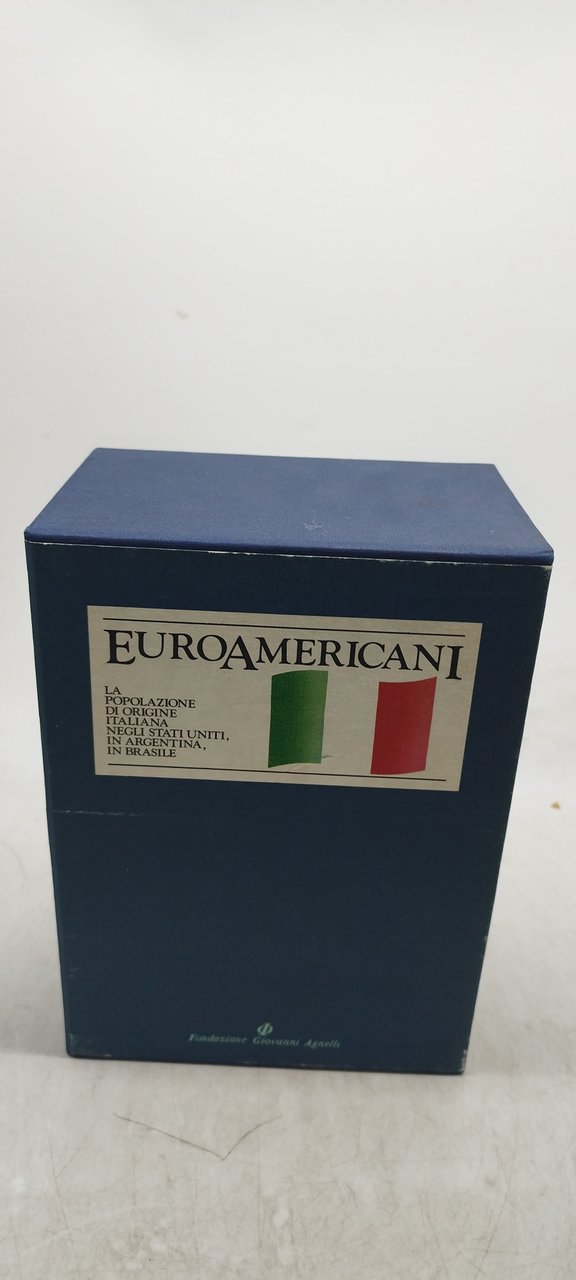 EUROAMERICANI
LA
POPOLAZIONE
DI ORIGINE
ITALIANA
NEGLI STATI UNITI,
IN ARGENTINA,
IN BRASILE
Fondazione Giovanni Agnelli